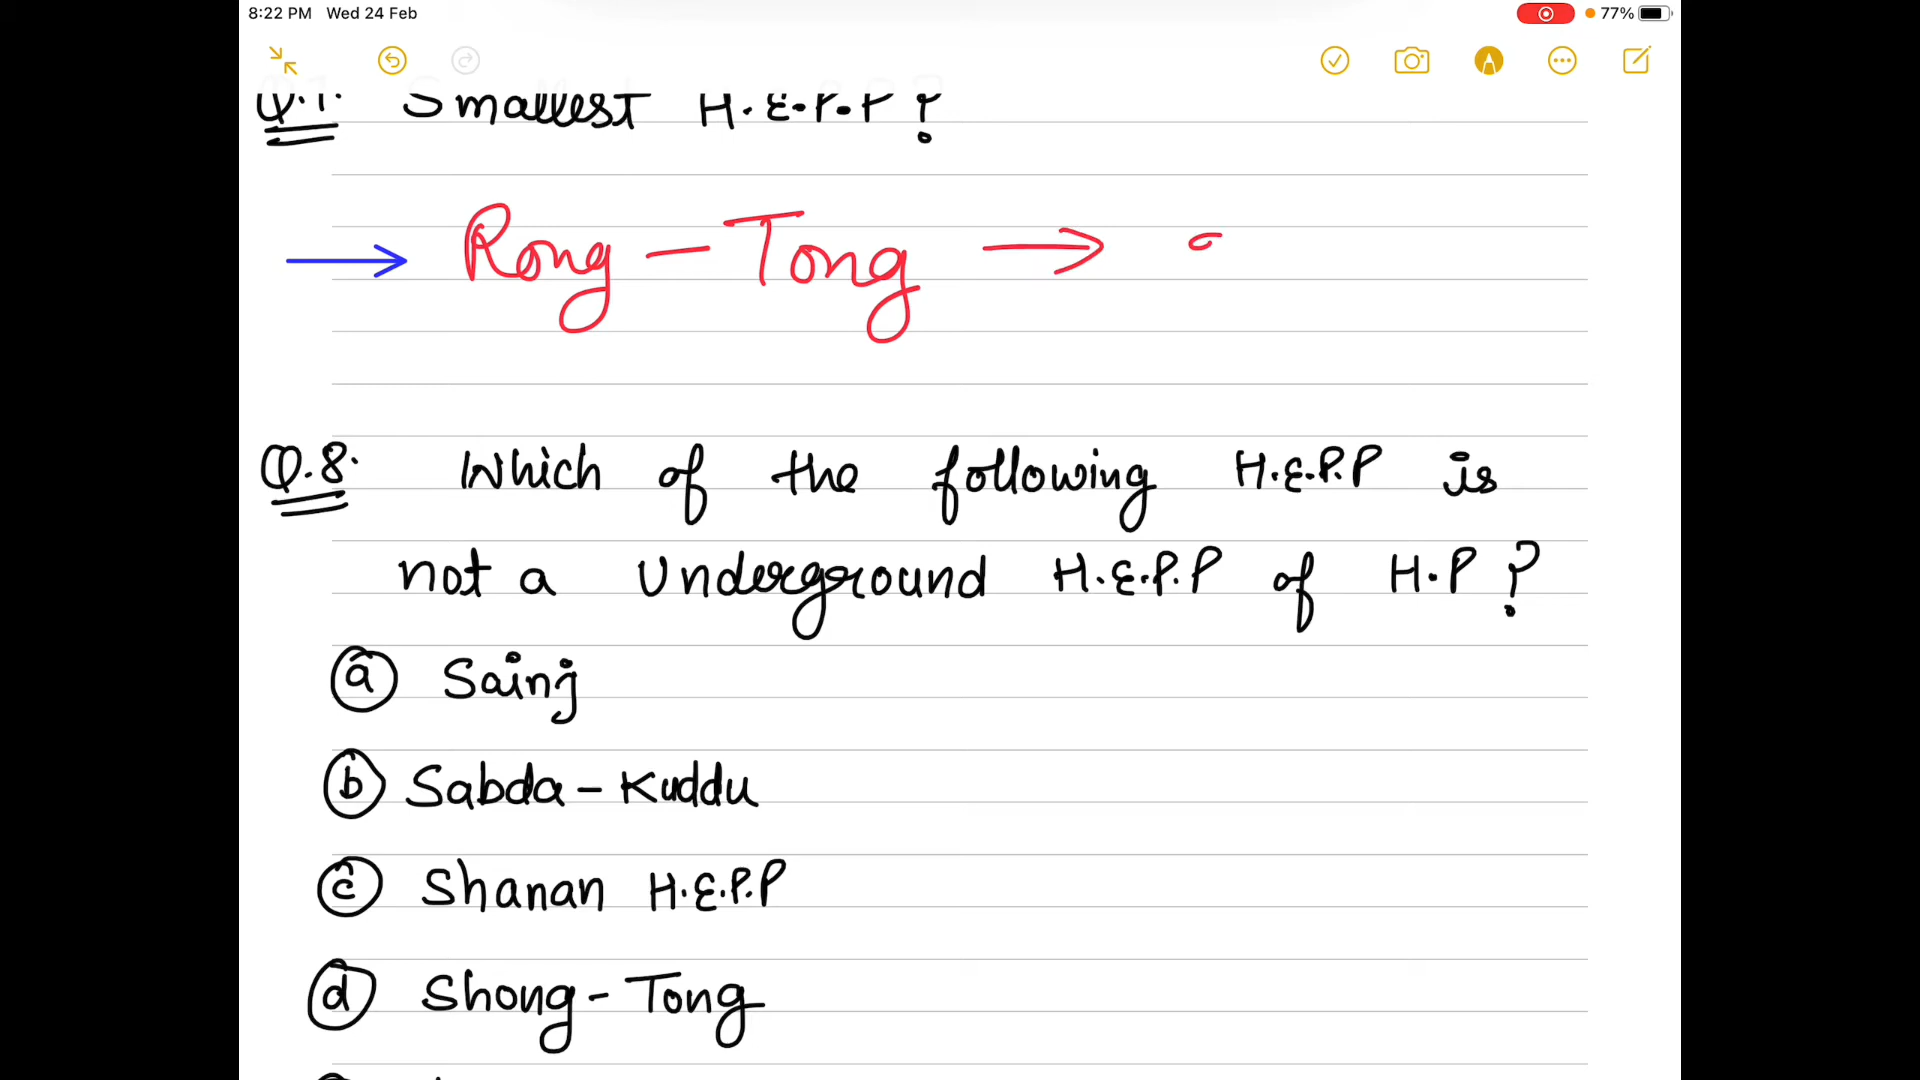 8:22 PM Wed 24 Feb 77%
Q.7. Smallest H.E.P.P?
Rong-Tong
Q.8. Which of the following H.E.P.P is
not a Underground H.E.P.P of H.P?
a Sainj
b Sabda-Kuddu
c Shanan H.E.P.P
d Shong-Tong